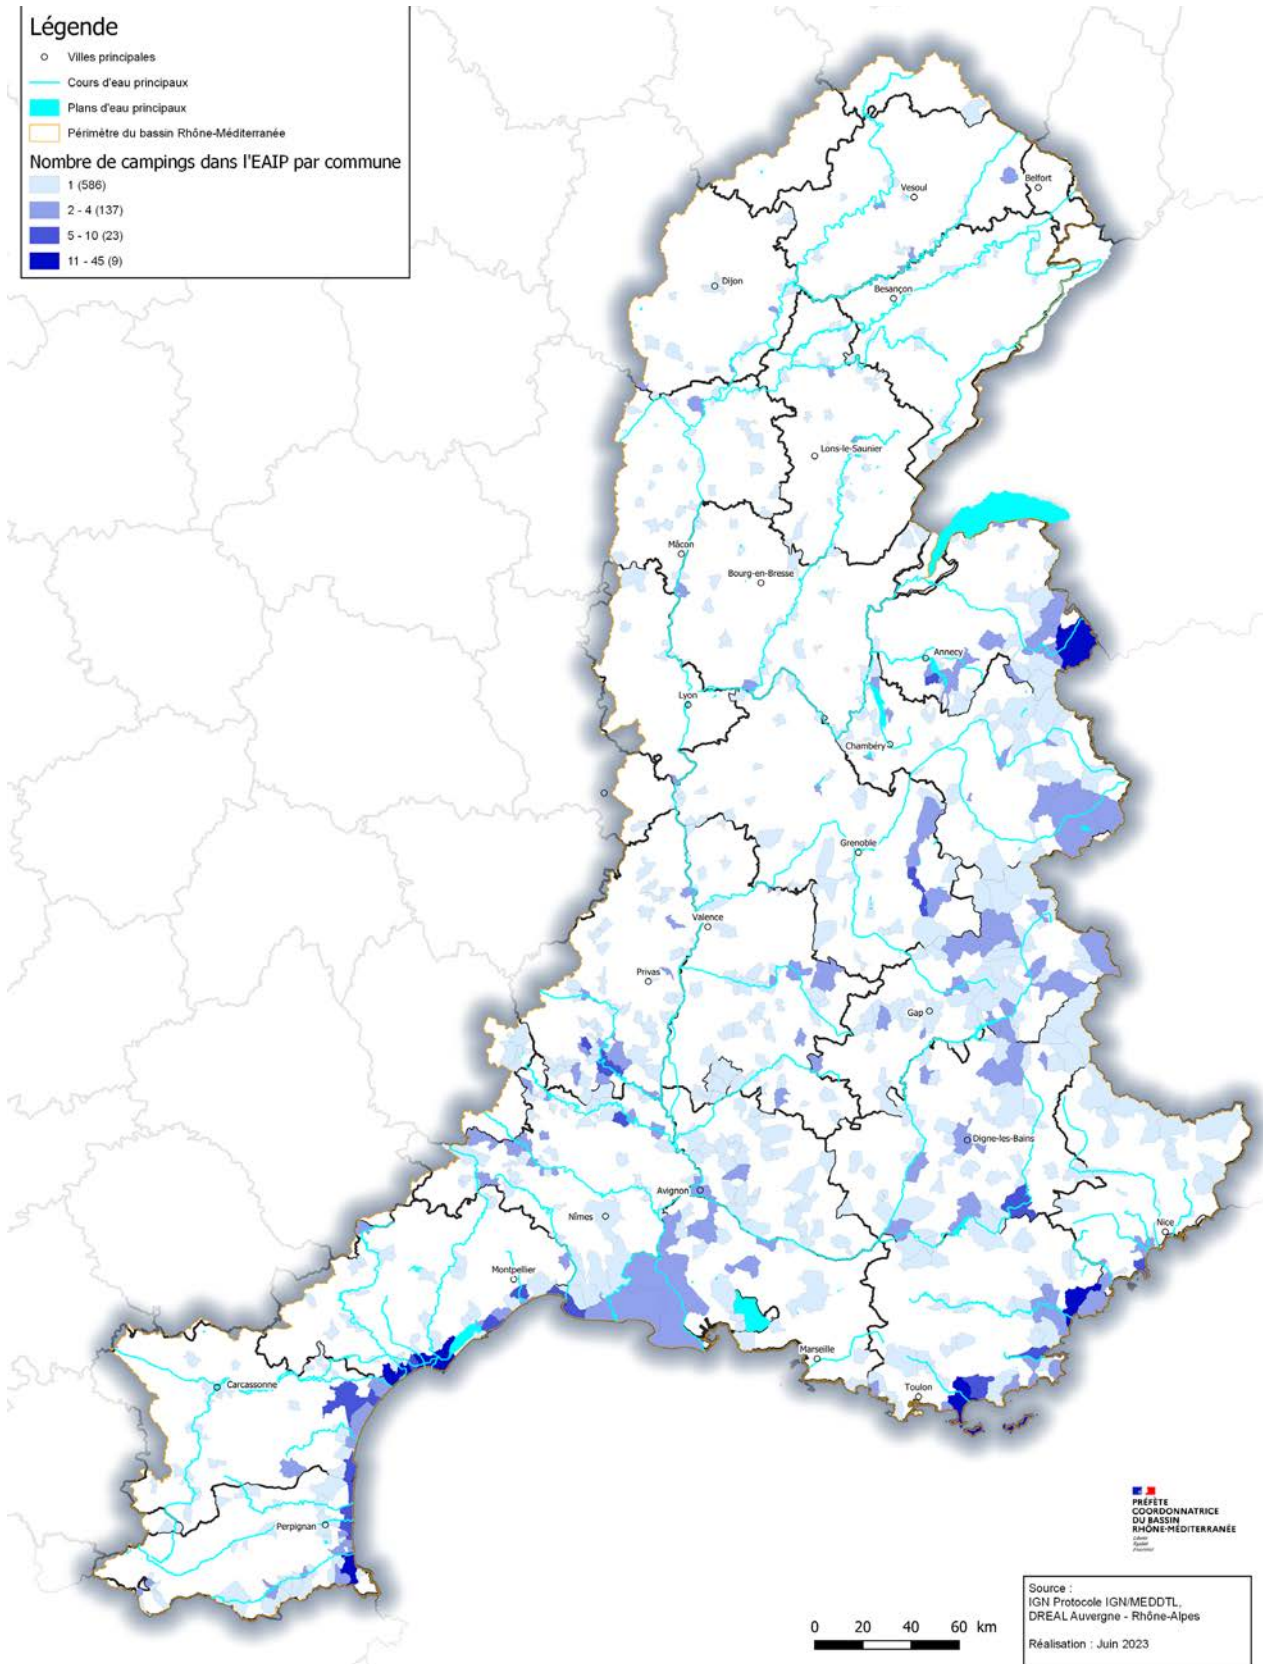 Légende
Villes principales
Cours d'eau principaux
Plans d'eau principaux
Périmètre du bassin Rhône-Méditerranée
Nombre de campings dans l'EAIP par commune
1 (586)
2 - 4 (137)
5 - 10 (23)
11 - 45 (9)
Belfort
Vesoul
Dijon
Besançon
Lons-le-Saunier
Mâcon
Bourg-en-Bresse
Annecy
Lyon
Chambéry
Grenoble
Valence
Privas
Gap
Digne-les-Bains
Avignon
Nîmes
Nice
Montpellier
Marseille
Carcassonne
Toulon
Perpignan
PRÉFÈTE
COORDONNATRICE
DU BASSIN
RHÔNE-MÉDITERRANÉE
Liberté
Égalité
Fraternité
Source :
IGN Protocole IGN/MEDDTL,
DREAL Auvergne - Rhône-Alpes
Réalisation : Juin 2023
0 20 40 60 km